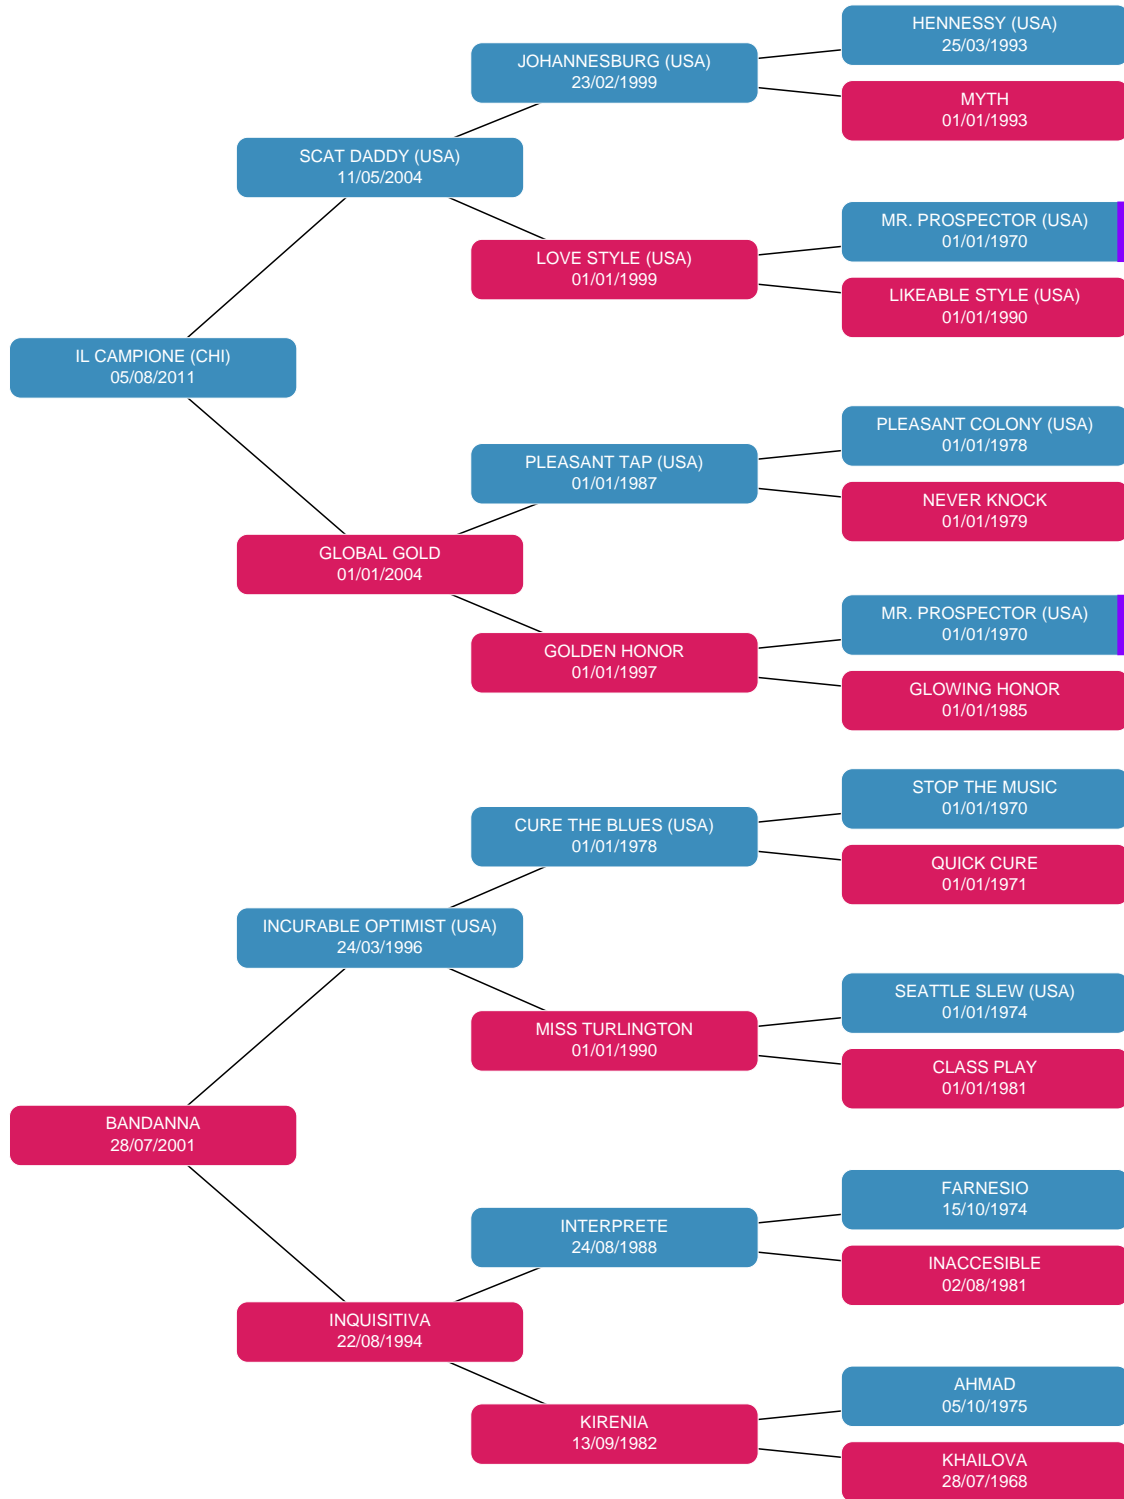 HENNESSY (USA)
25/03/1993
JOHANNESBURG (USA)
23/02/1999
MYTH
01/01/1993
SCAT DADDY (USA)
11/05/2004
MR. PROSPECTOR (USA)
01/01/1970
LOVE STYLE (USA)
01/01/1999
LIKEABLE STYLE (USA)
01/01/1990
IL CAMPIONE (CHI)
05/08/2011
PLEASANT COLONY (USA)
01/01/1978
PLEASANT TAP (USA)
01/01/1987
NEVER KNOCK
01/01/1979
GLOBAL GOLD
01/01/2004
MR. PROSPECTOR (USA)
01/01/1970
GOLDEN HONOR
01/01/1997
GLOWING HONOR
01/01/1985
STOP THE MUSIC
01/01/1970
CURE THE BLUES (USA)
01/01/1978
QUICK CURE
01/01/1971
INCURABLE OPTIMIST (USA)
24/03/1996
SEATTLE SLEW (USA)
01/01/1974
MISS TURLINGTON
01/01/1990
CLASS PLAY
01/01/1981
BANDANNA
28/07/2001
FARNESIO
15/10/1974
INTERPRETE
24/08/1988
INACCESIBLE
02/08/1981
INQUISITIVA
22/08/1994
AHMAD
05/10/1975
KIRENIA
13/09/1982
KHAILOVA
28/07/1968